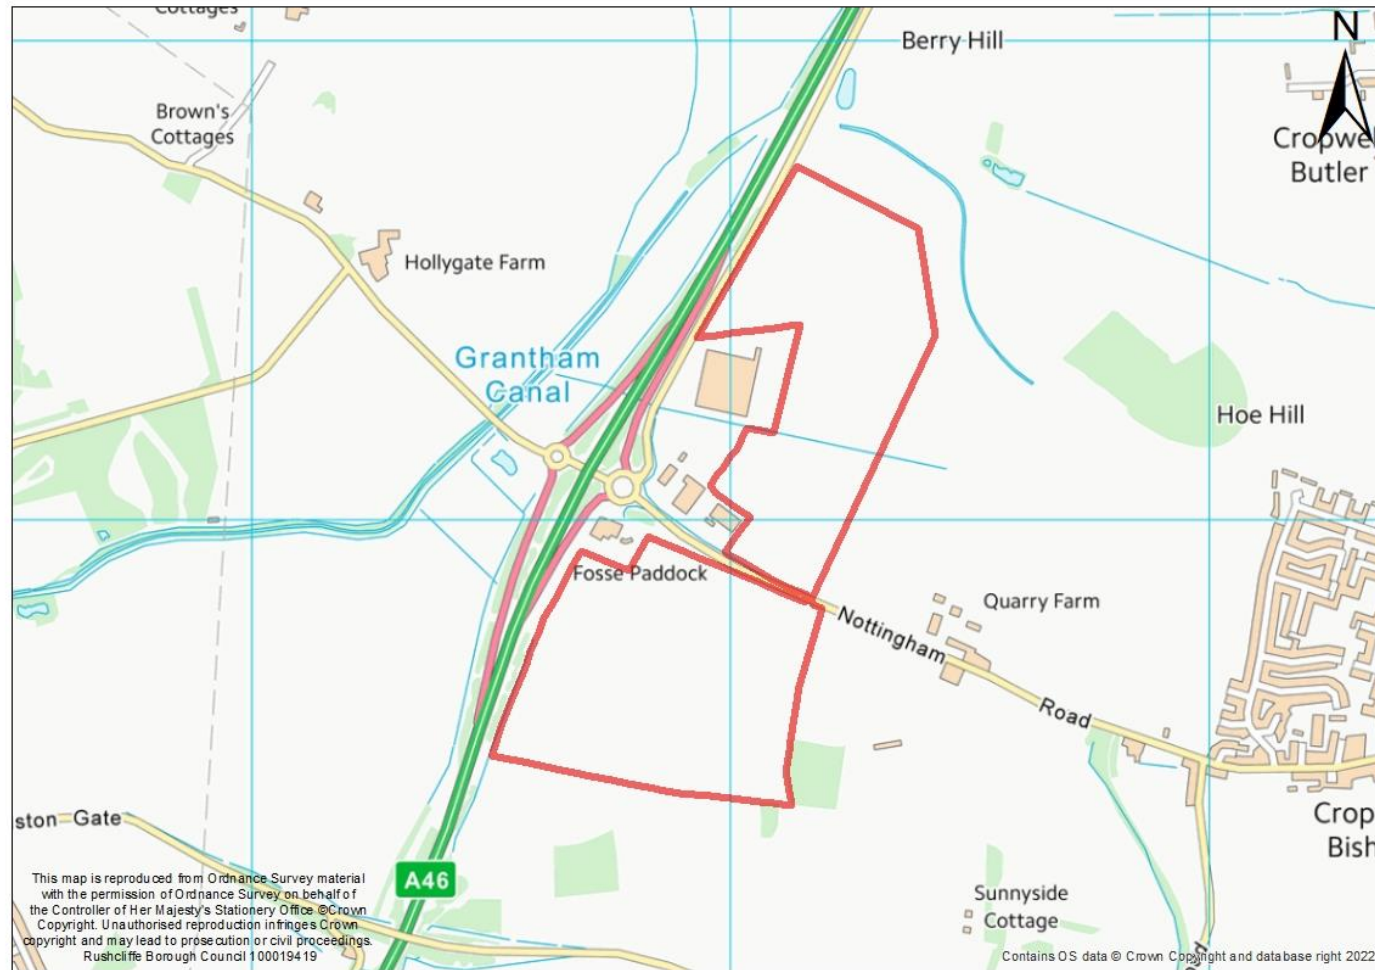 Cottages
Berry Hill
N
Brown's
Cottages
Cropwe
Butler
Hollygate Farm
Grantham
Canal
Hoe Hill
Fosse Paddock
Quarry Farm
Nottingham
Road
ston Gate
Crop
Bish
A46
Sunnyside
Cottage
This map is reproduced from Ordnance Survey material
with the permission of Ordnance Survey on behalf of
the Controller of Her Majesty's Stationery Office ©Crown
Copyright. Unauthorised reproduction infringes Crown
copyright and may lead to prosecution or civil proceedings.
Rushcliffe Borough Council 100019419
Contains OS data © Crown Copyright and database right 2022